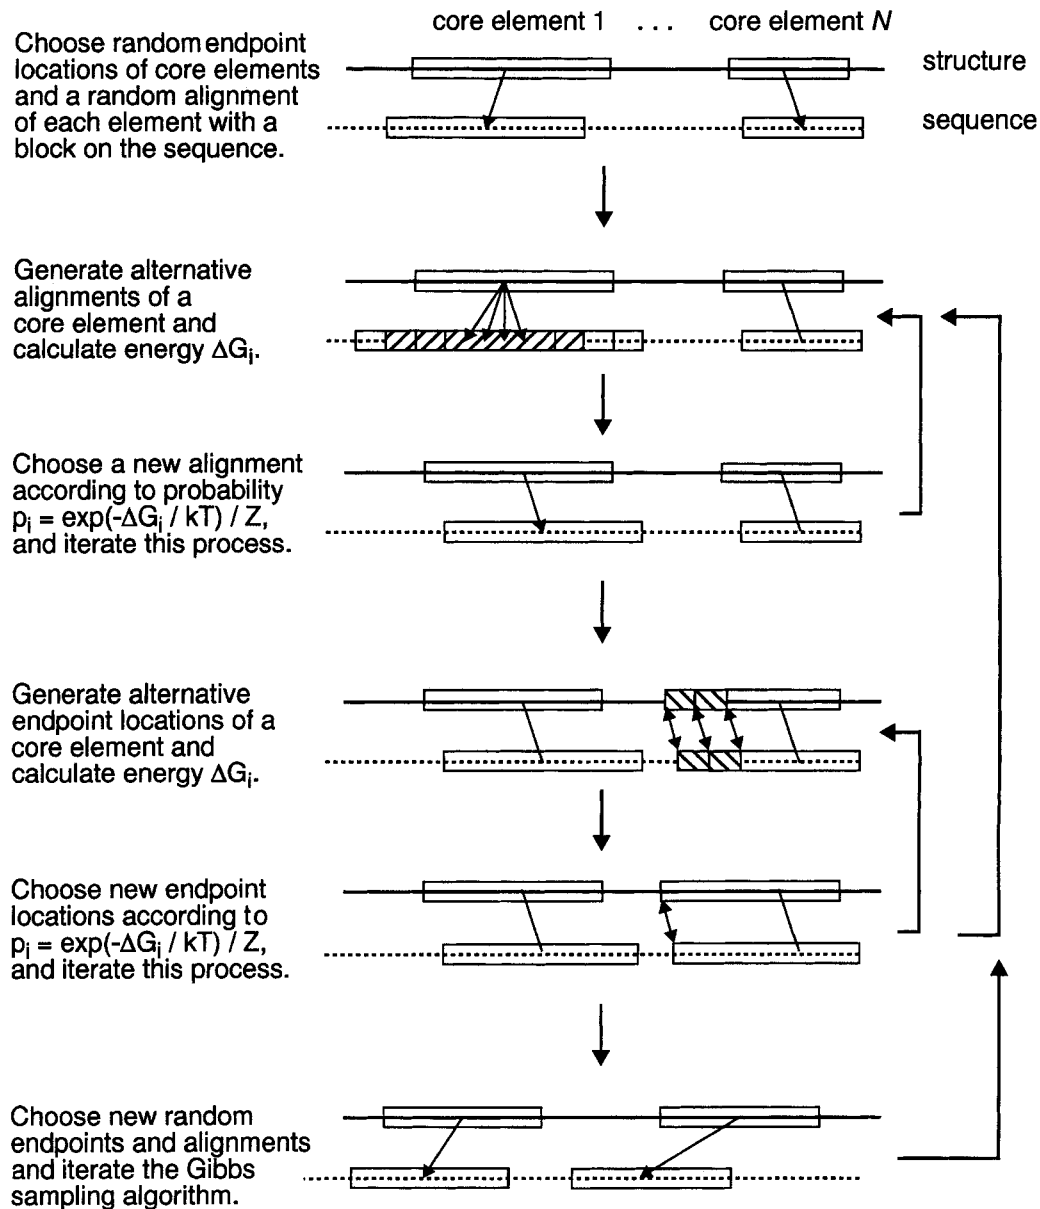 core element 1 . . . core element N
Choose random endpoint
locations of core elements
and a random alignment
of each element with a
block on the sequence.
structure
sequence
Generate alternative
alignments of a
core element and
calculate energy ΔGi.
Choose a new alignment
according to probability
pi = exp(-ΔGi / kT) / Z,
and iterate this process.
Generate alternative
endpoint locations of a
core element and
calculate energy ΔGi.
Choose new endpoint
locations according to
pi = exp(-ΔGi / kT) / Z,
and iterate this process.
Choose new random
endpoints and alignments
and iterate the Gibbs
sampling algorithm.